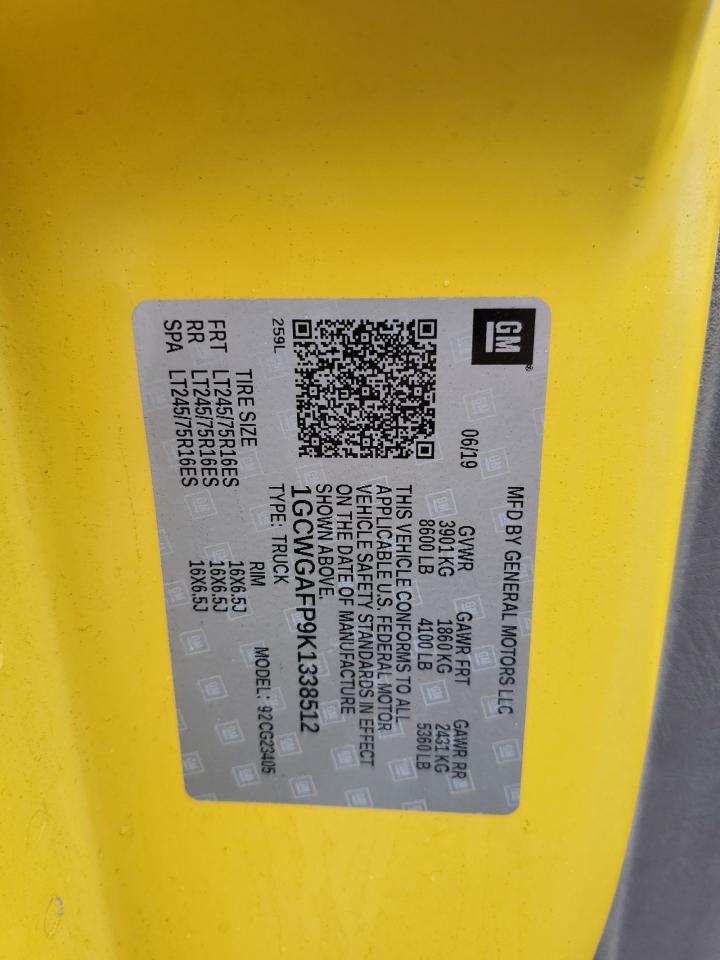 GM
MFD BY GENERAL MOTORS LLC
06/19 GVWR GAWR FRT GAWR RR
3901 KG 1860 KG 2431 KG
8600 LB 4100 LB 5360 LB
THIS VEHICLE CONFORMS TO ALL
APPLICABLE U.S. FEDERAL MOTOR
VEHICLE SAFETY STANDARDS IN EFFECT
ON THE DATE OF MANUFACTURE
SHOWN ABOVE.
1GCWGAFP9K1338512
259L TYPE: TRUCK MODEL: 92CG23405
TIRE SIZE RIM
FRT LT245/75R16ES 16X6.5J
RR LT245/75R16ES 16X6.5J
SPA LT245/75R16ES 16X6.5J